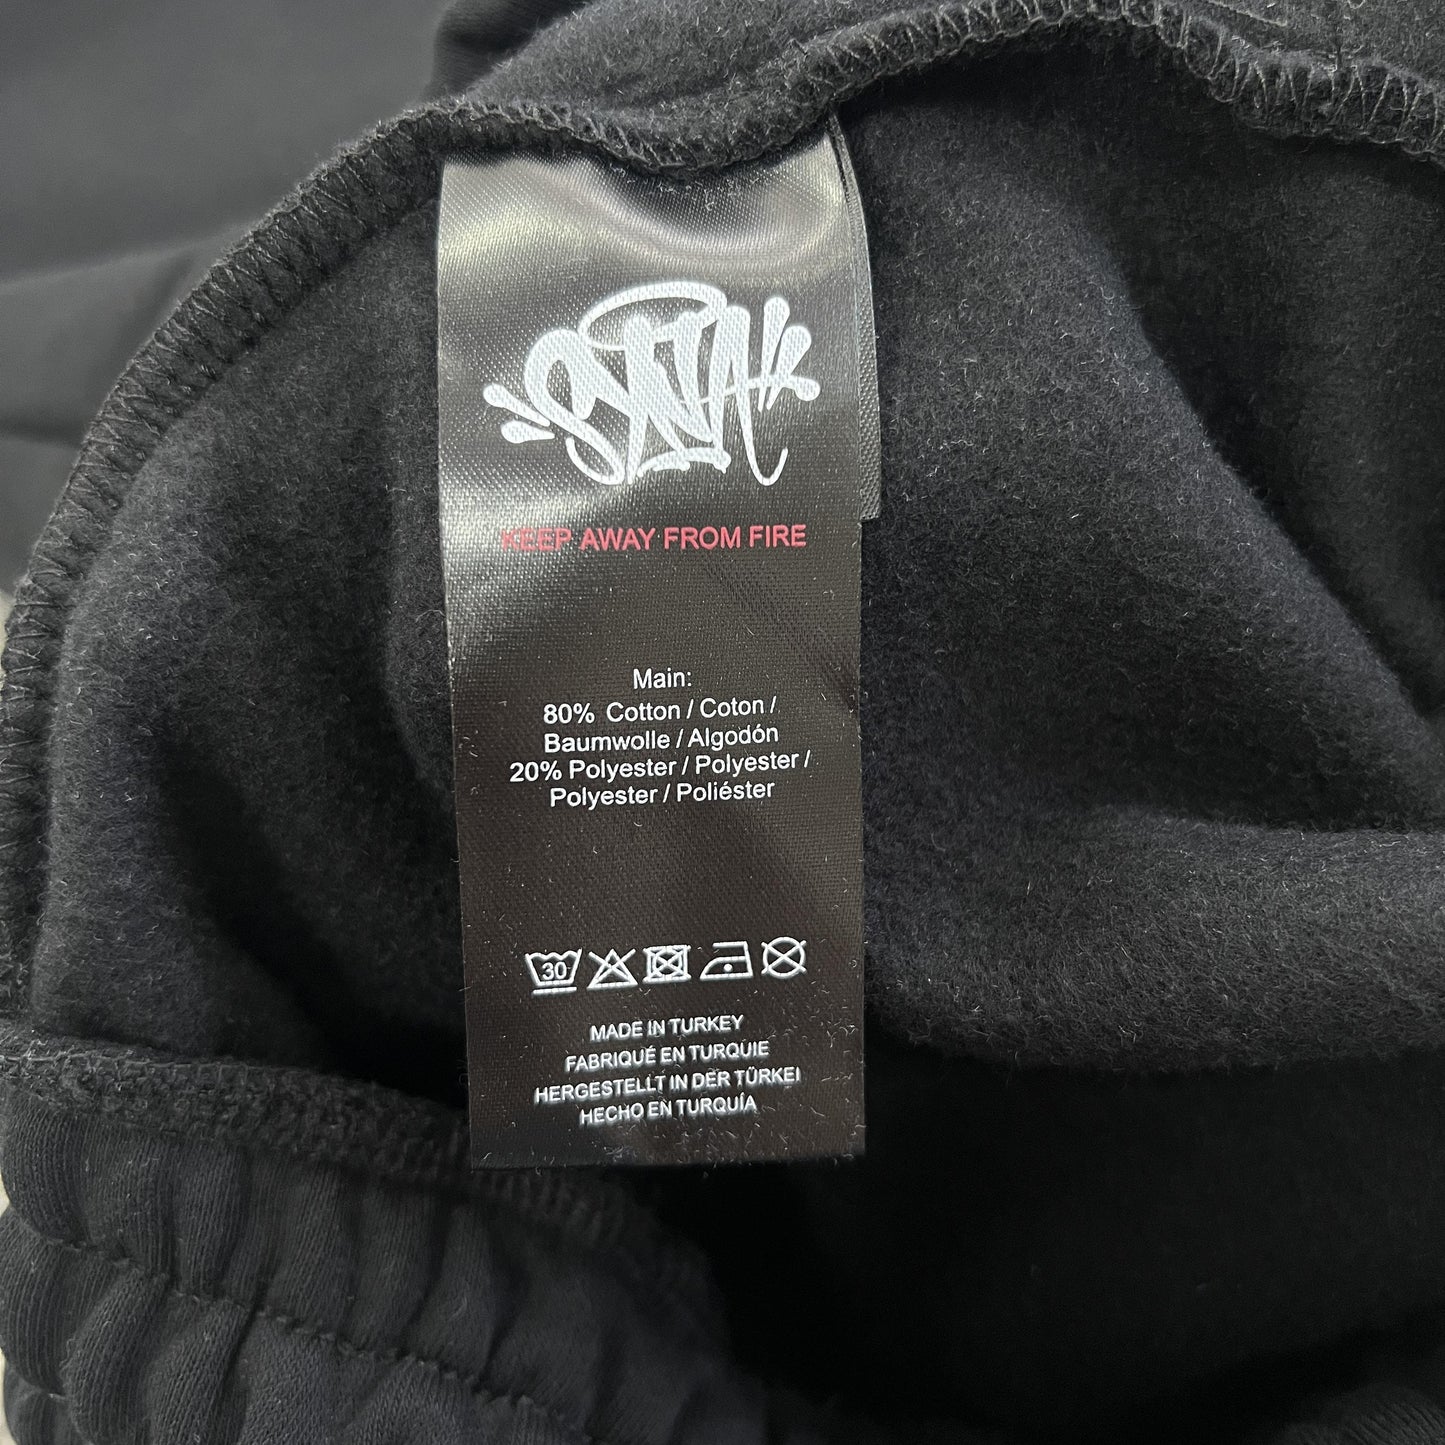 SYNA
KEEP AWAY FROM FIRE
Main:
80% Cotton / Coton /
Baumwolle / Algodón
20% Polyester / Polyester /
Polyester / Poliéster
30
MADE IN TURKEY
FABRIQUÉ EN TURQUIE
HERGESTELLT IN DER TÜRKEI
HECHO EN TURQUÍA